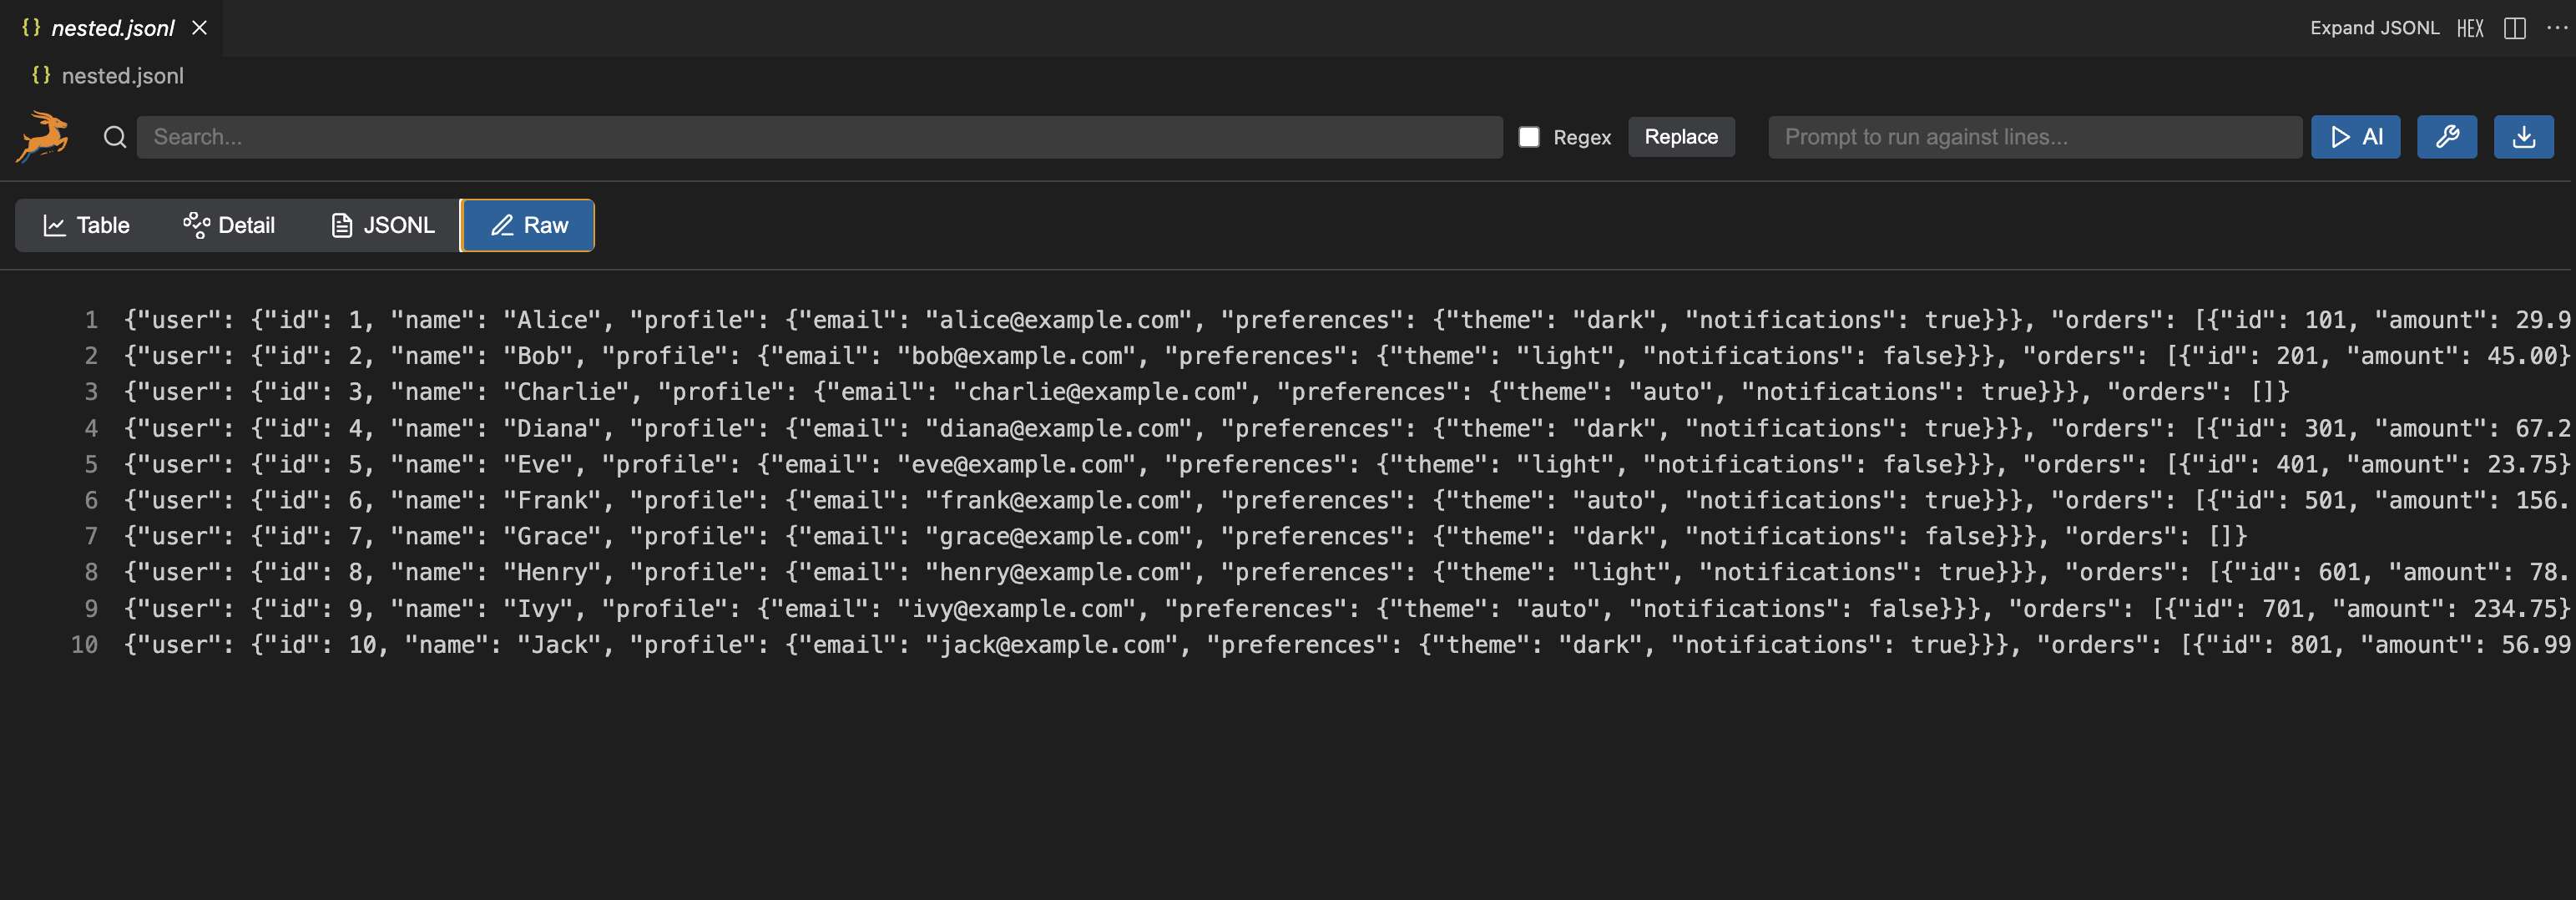 {} nested.jsonl
Expand JSONL HEX
{} nested.jsonl
Search... Regex Replace Prompt to run against lines... AI
Table Detail JSONL Raw
1 {"user": {"id": 1, "name": "Alice", "profile": {"email": "alice@example.com", "preferences": {"theme": "dark", "notifications": true}}}, "orders": [{"id": 101, "amount": 29.9
2 {"user": {"id": 2, "name": "Bob", "profile": {"email": "bob@example.com", "preferences": {"theme": "light", "notifications": false}}}, "orders": [{"id": 201, "amount": 45.00}
3 {"user": {"id": 3, "name": "Charlie", "profile": {"email": "charlie@example.com", "preferences": {"theme": "auto", "notifications": true}}}, "orders": []}
4 {"user": {"id": 4, "name": "Diana", "profile": {"email": "diana@example.com", "preferences": {"theme": "dark", "notifications": true}}}, "orders": [{"id": 301, "amount": 67.2
5 {"user": {"id": 5, "name": "Eve", "profile": {"email": "eve@example.com", "preferences": {"theme": "light", "notifications": false}}}, "orders": [{"id": 401, "amount": 23.75}
6 {"user": {"id": 6, "name": "Frank", "profile": {"email": "frank@example.com", "preferences": {"theme": "auto", "notifications": true}}}, "orders": [{"id": 501, "amount": 156.
7 {"user": {"id": 7, "name": "Grace", "profile": {"email": "grace@example.com", "preferences": {"theme": "dark", "notifications": false}}}, "orders": []}
8 {"user": {"id": 8, "name": "Henry", "profile": {"email": "henry@example.com", "preferences": {"theme": "light", "notifications": true}}}, "orders": [{"id": 601, "amount": 78.
9 {"user": {"id": 9, "name": "Ivy", "profile": {"email": "ivy@example.com", "preferences": {"theme": "auto", "notifications": false}}}, "orders": [{"id": 701, "amount": 234.75}
10 {"user": {"id": 10, "name": "Jack", "profile": {"email": "jack@example.com", "preferences": {"theme": "dark", "notifications": true}}}, "orders": [{"id": 801, "amount": 56.99